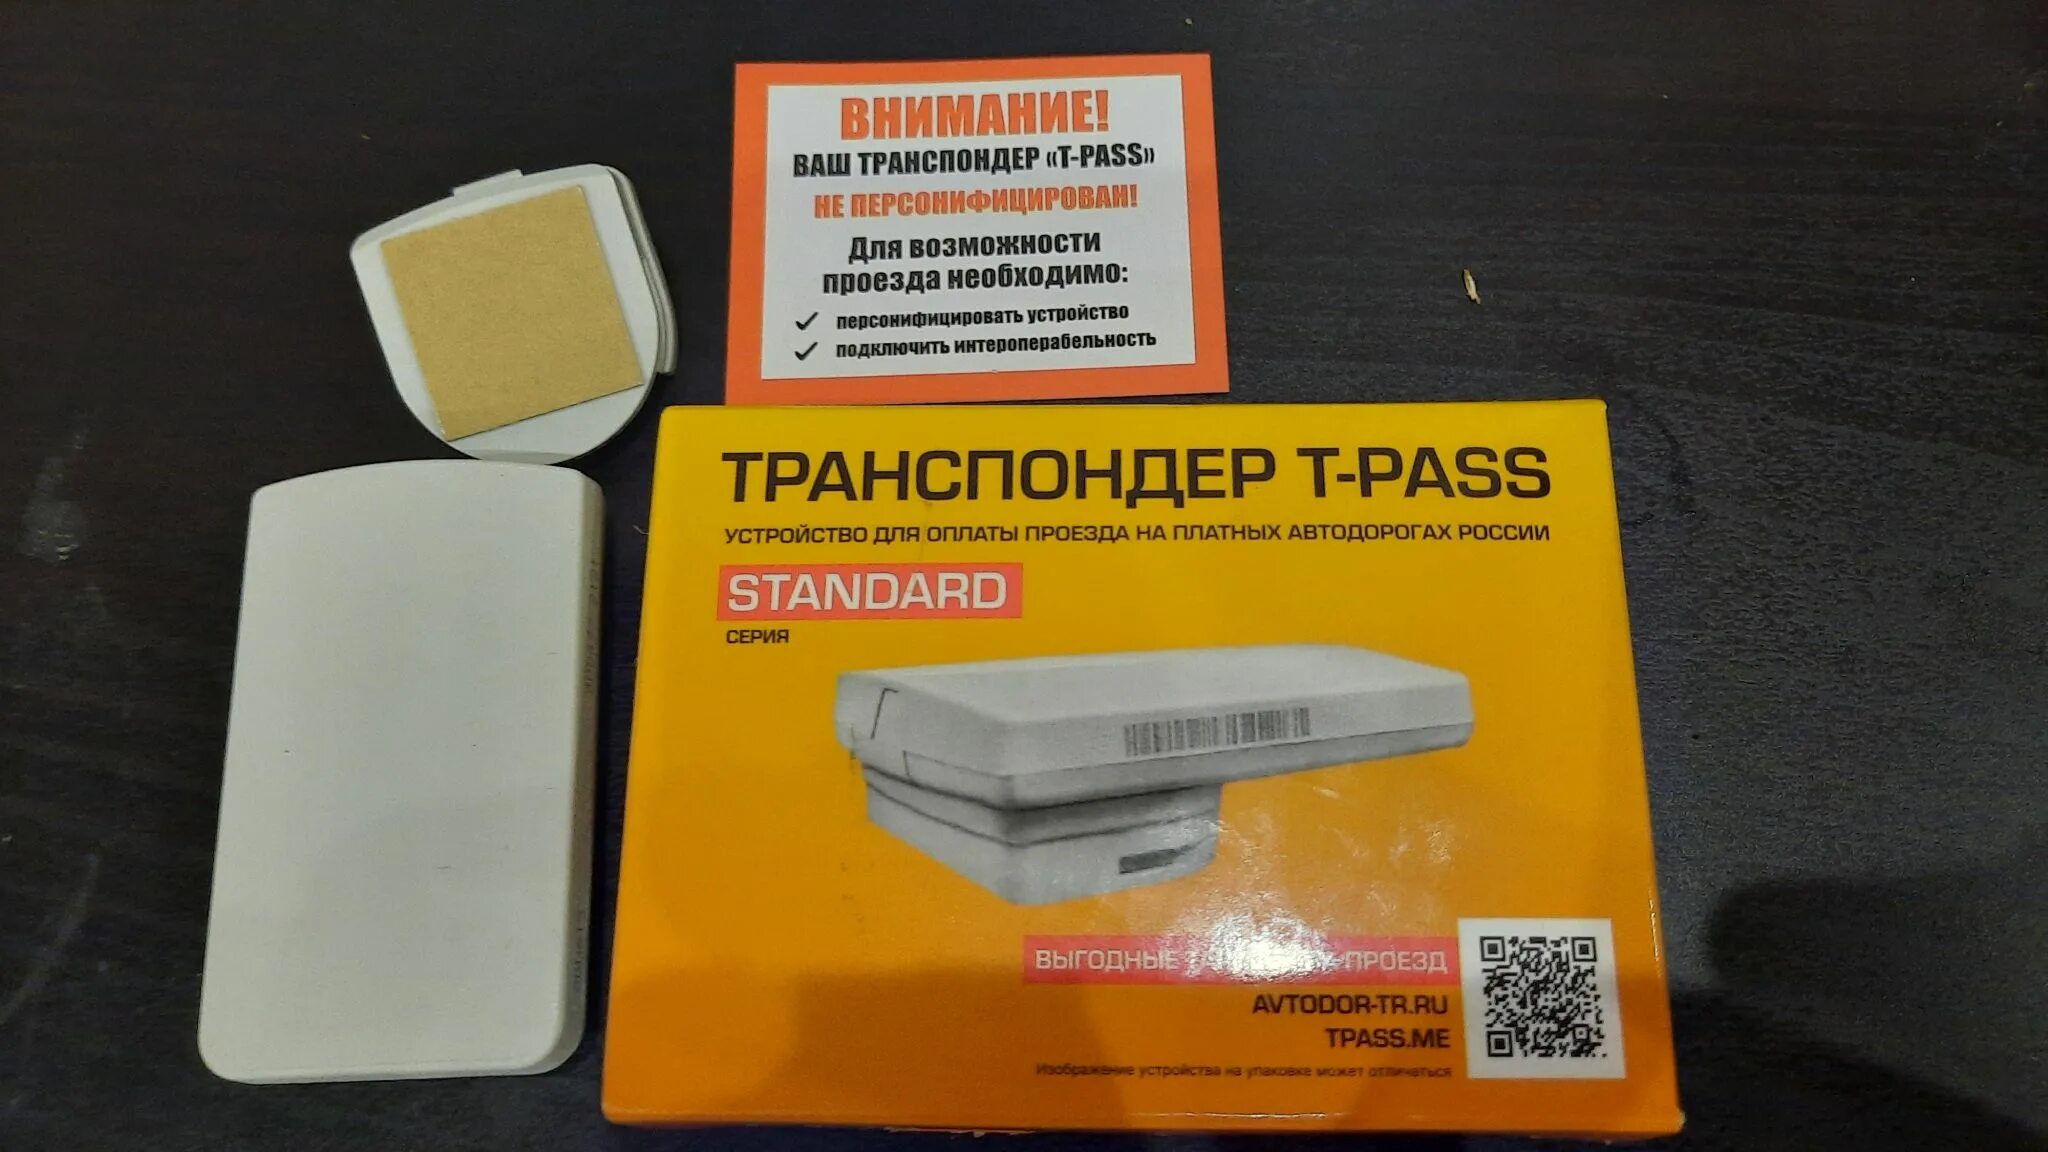 ВНИМАНИЕ!
ВАШ ТРАНСПОНДЕР «T-PASS»
НЕ ПЕРСОНИФИЦИРОВАН!
Для возможности
проезда необходимо:
персонифицировать устройство
подключить интероперабельность
ТРАНСПОНДЕР T-PASS
УСТРОЙСТВО ДЛЯ ОПЛАТЫ ПРОЕЗДА НА ПЛАТНЫХ АВТОДОРОГАХ РОССИИ
STANDARD
СЕРИЯ
ВЫГОДНЫЕ ПРОЕЗД
AVTODOR-TR.RU
TPASS.ME
Изображение устройства на упаковке может отличаться